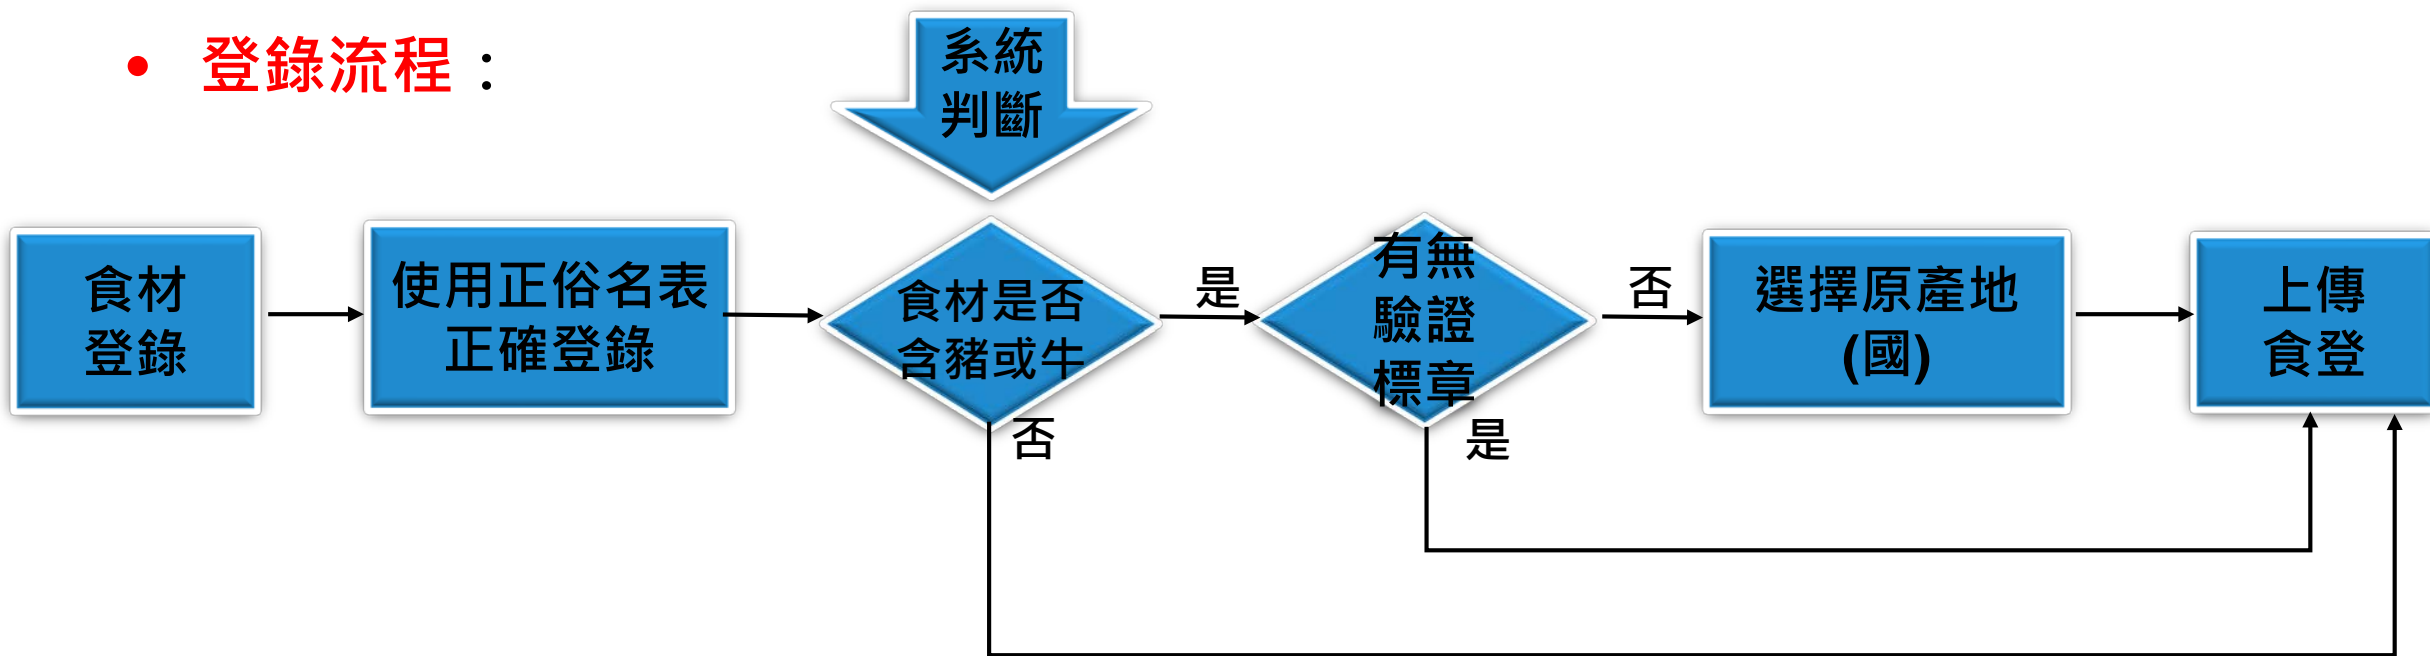 • 登錄流程：
系統
判斷
食材
登錄
使用正俗名表
正確登錄
食材是否
含豬或牛
是
否
有無
驗證
標章
否
是
選擇原產地
(國)
上傳
食登